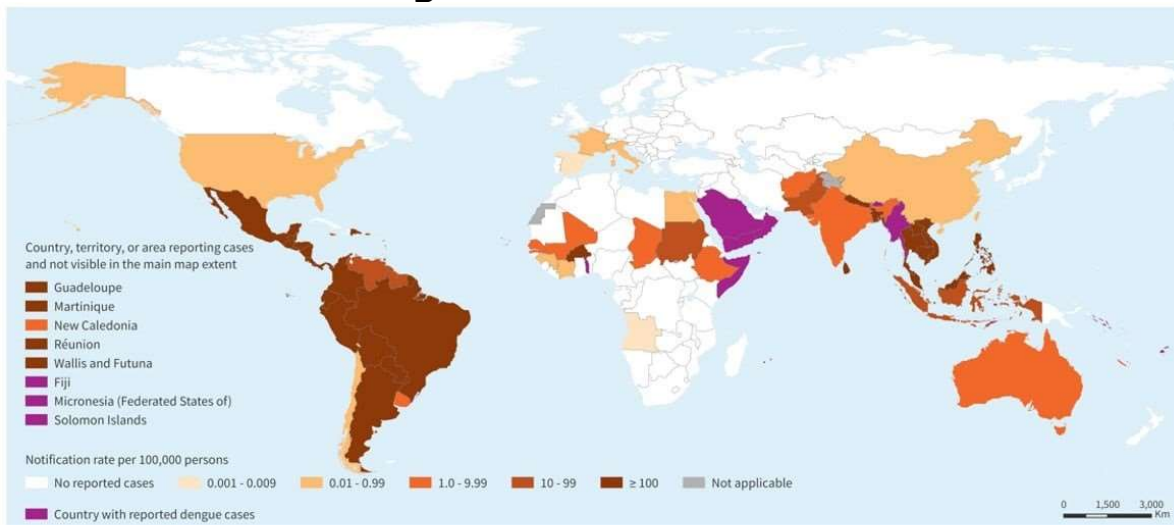 Country, territory, or area reporting cases
and not visible in the main map extent
Guadeloupe
Martinique
New Caledonia
Réunion
Wallis and Futuna
Fiji
Micronesia (Federated States of)
Solomon Islands
Notification rate per 100,000 persons
No reported cases 0.001 - 0.009 0.01 - 0.99 1.0 - 9.99 10 - 99 ≥ 100 Not applicable
Country with reported dengue cases
0 1,500 3,000
Km